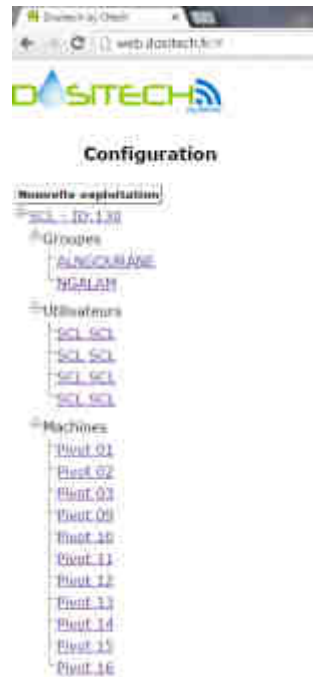 Dositech by Otech
web.dositech.fr
DOSITECH
Configuration
Nouvelle exploitation
SCL - ID:130
Groupes
NGALAM
Utilisateurs
SCL SCL
SCL SCL
SCL SCL
SCL SCL
Machines
Pivot 01
Pivot 02
Pivot 03
Pivot 09
Pivot 10
Pivot 11
Pivot 12
Pivot 13
Pivot 14
Pivot 15
Pivot 16